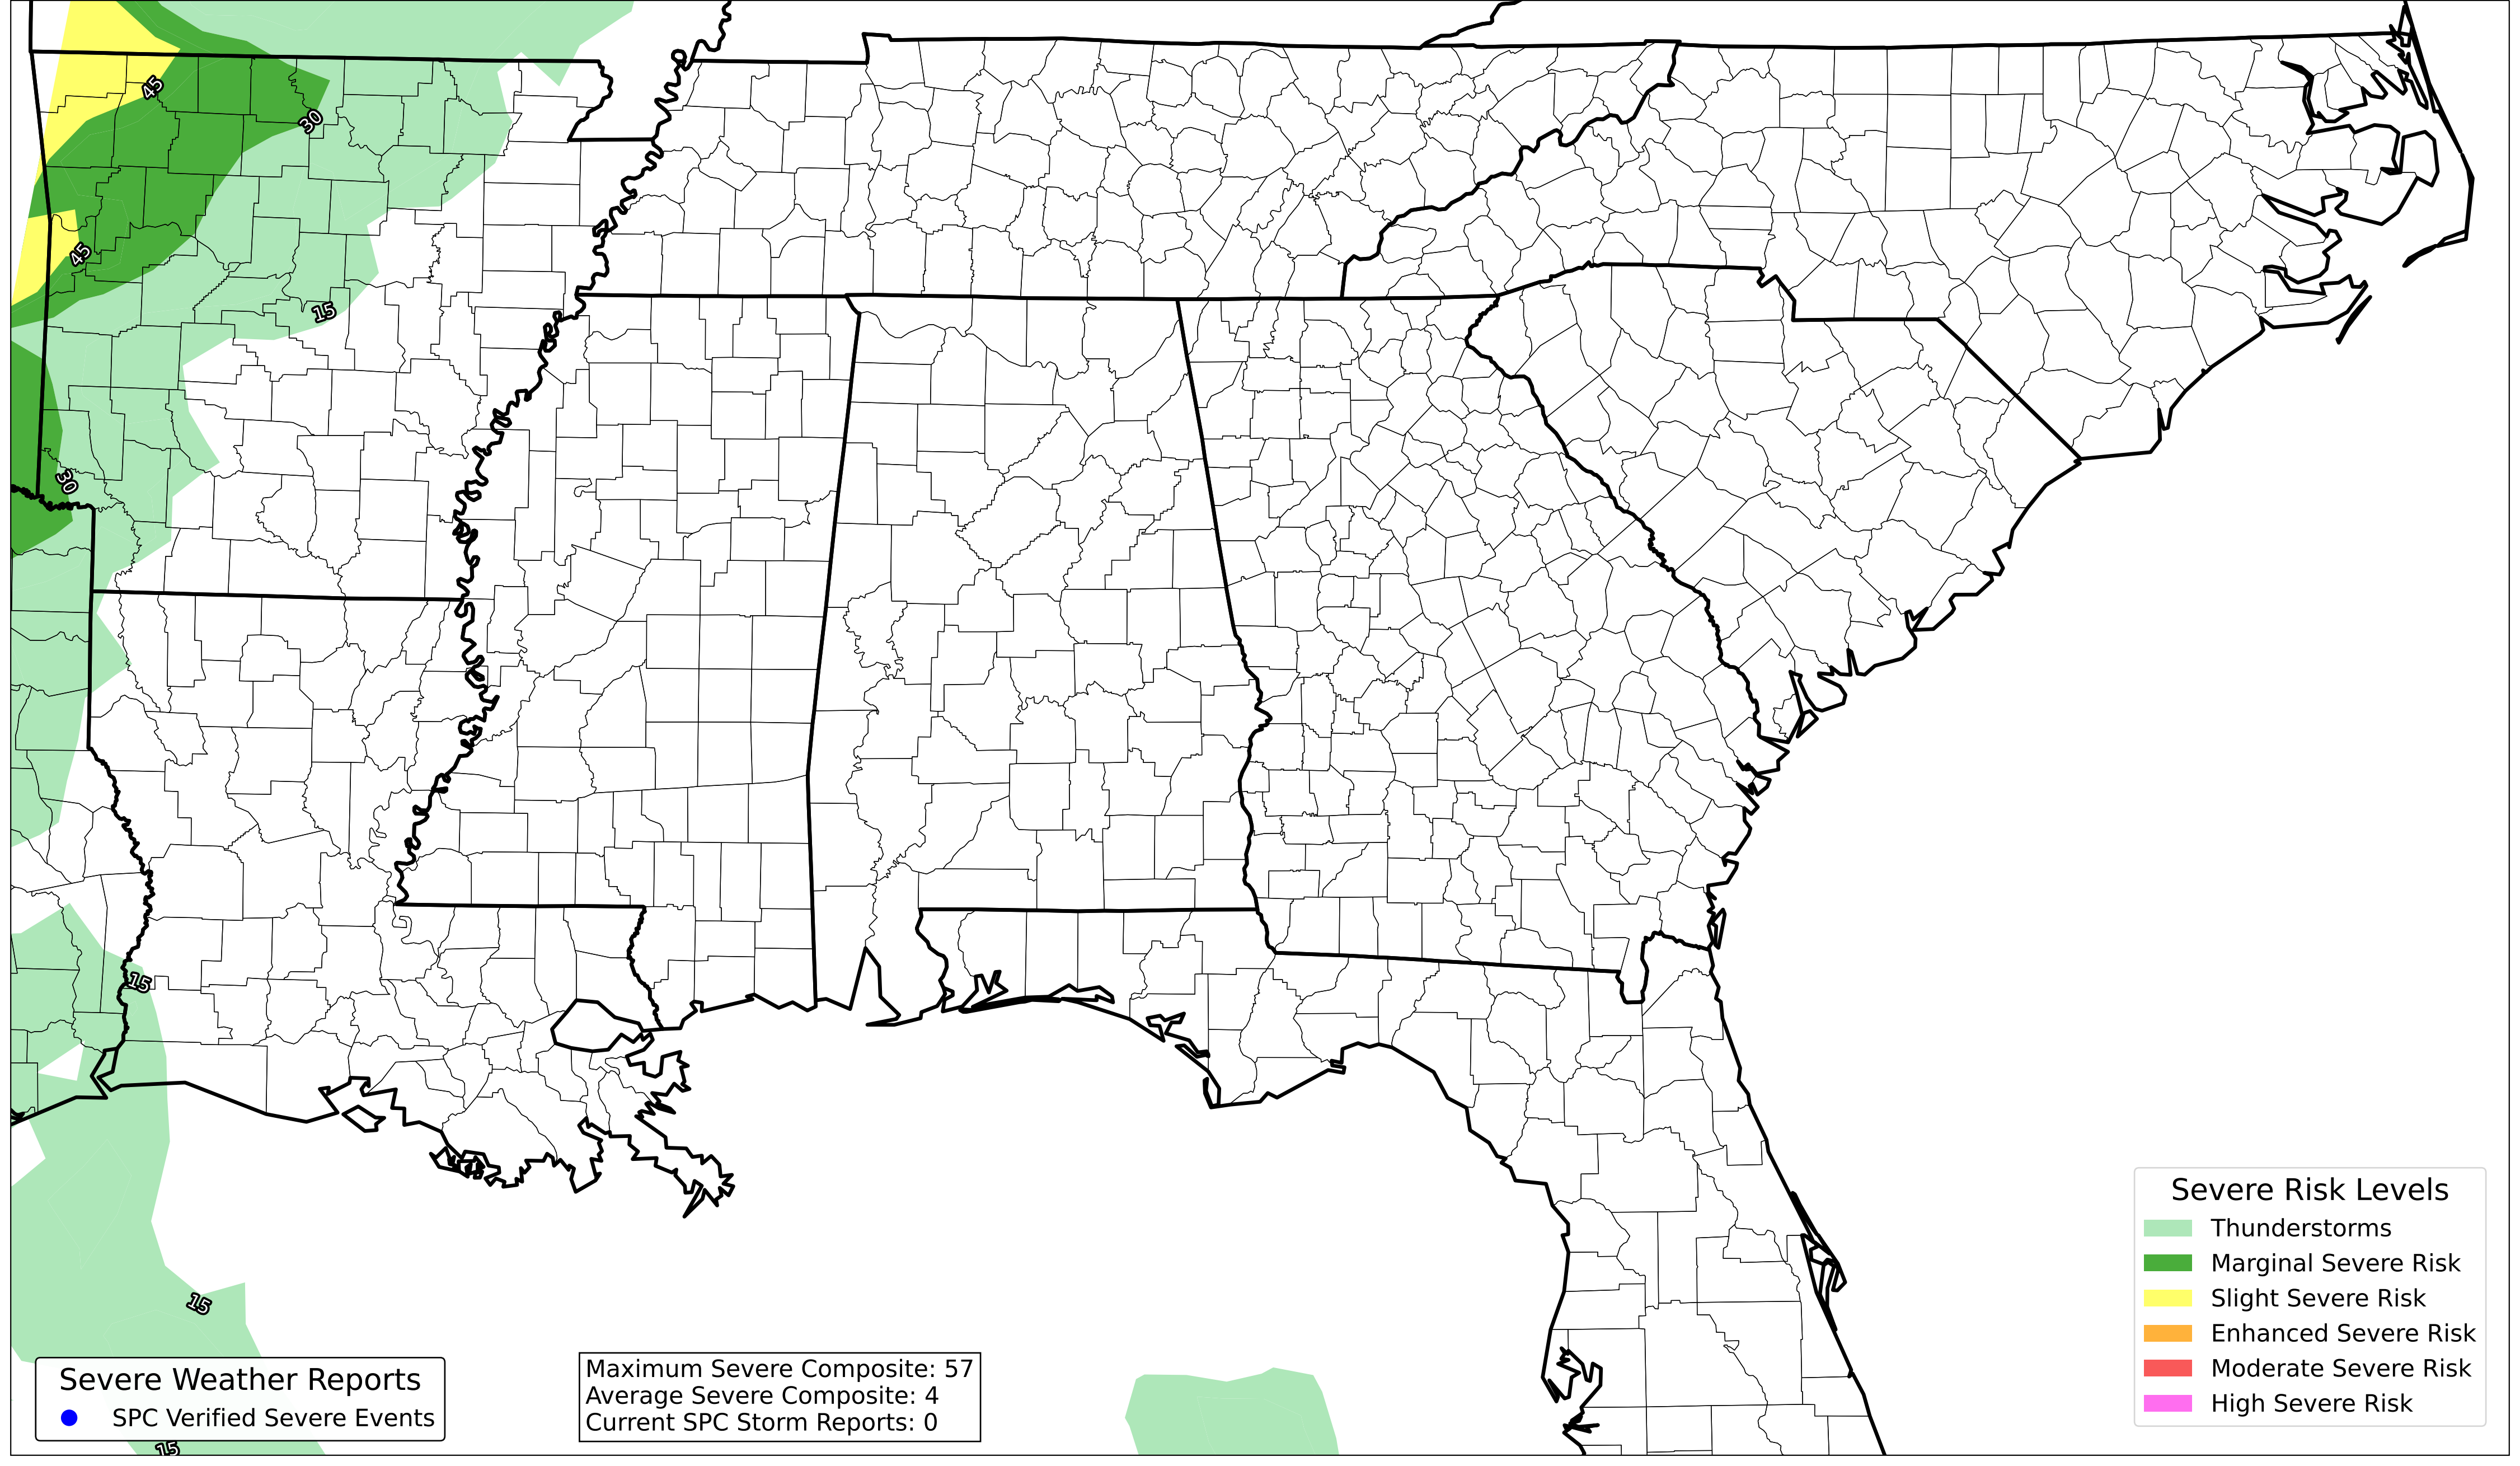 45
30
45
15
30
15
15
15
Severe Weather Reports
SPC Verified Severe Events
Maximum Severe Composite: 57
Average Severe Composite: 4
Current SPC Storm Reports: 0
Severe Risk Levels
Thunderstorms
Marginal Severe Risk
Slight Severe Risk
Enhanced Severe Risk
Moderate Severe Risk
High Severe Risk